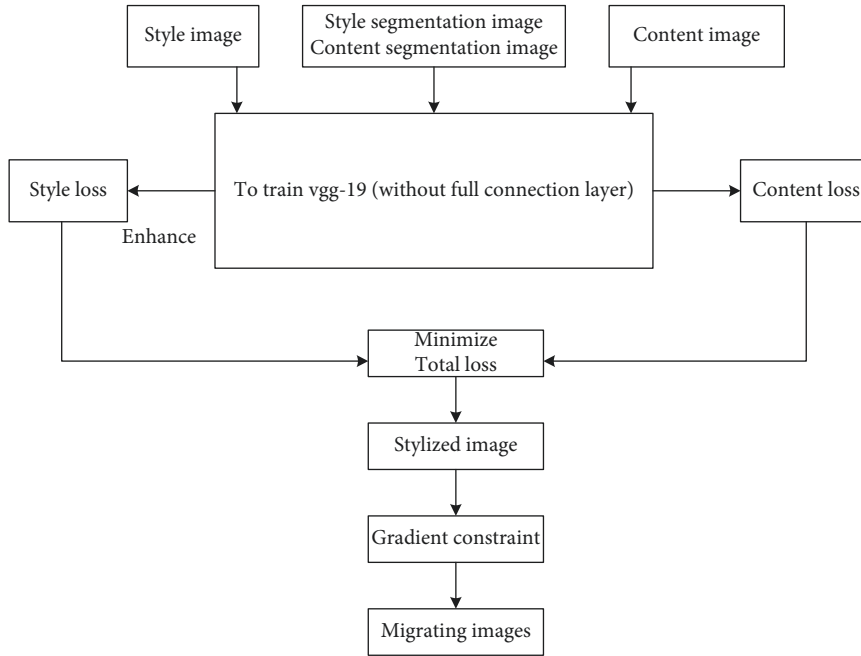 Style image
Style segmentation image
Content segmentation image
Content image
Style loss
To train vgg-19 (without full connection layer)
Content loss
Enhance
Minimize
Total loss
Stylized image
Gradient constraint
Migrating images